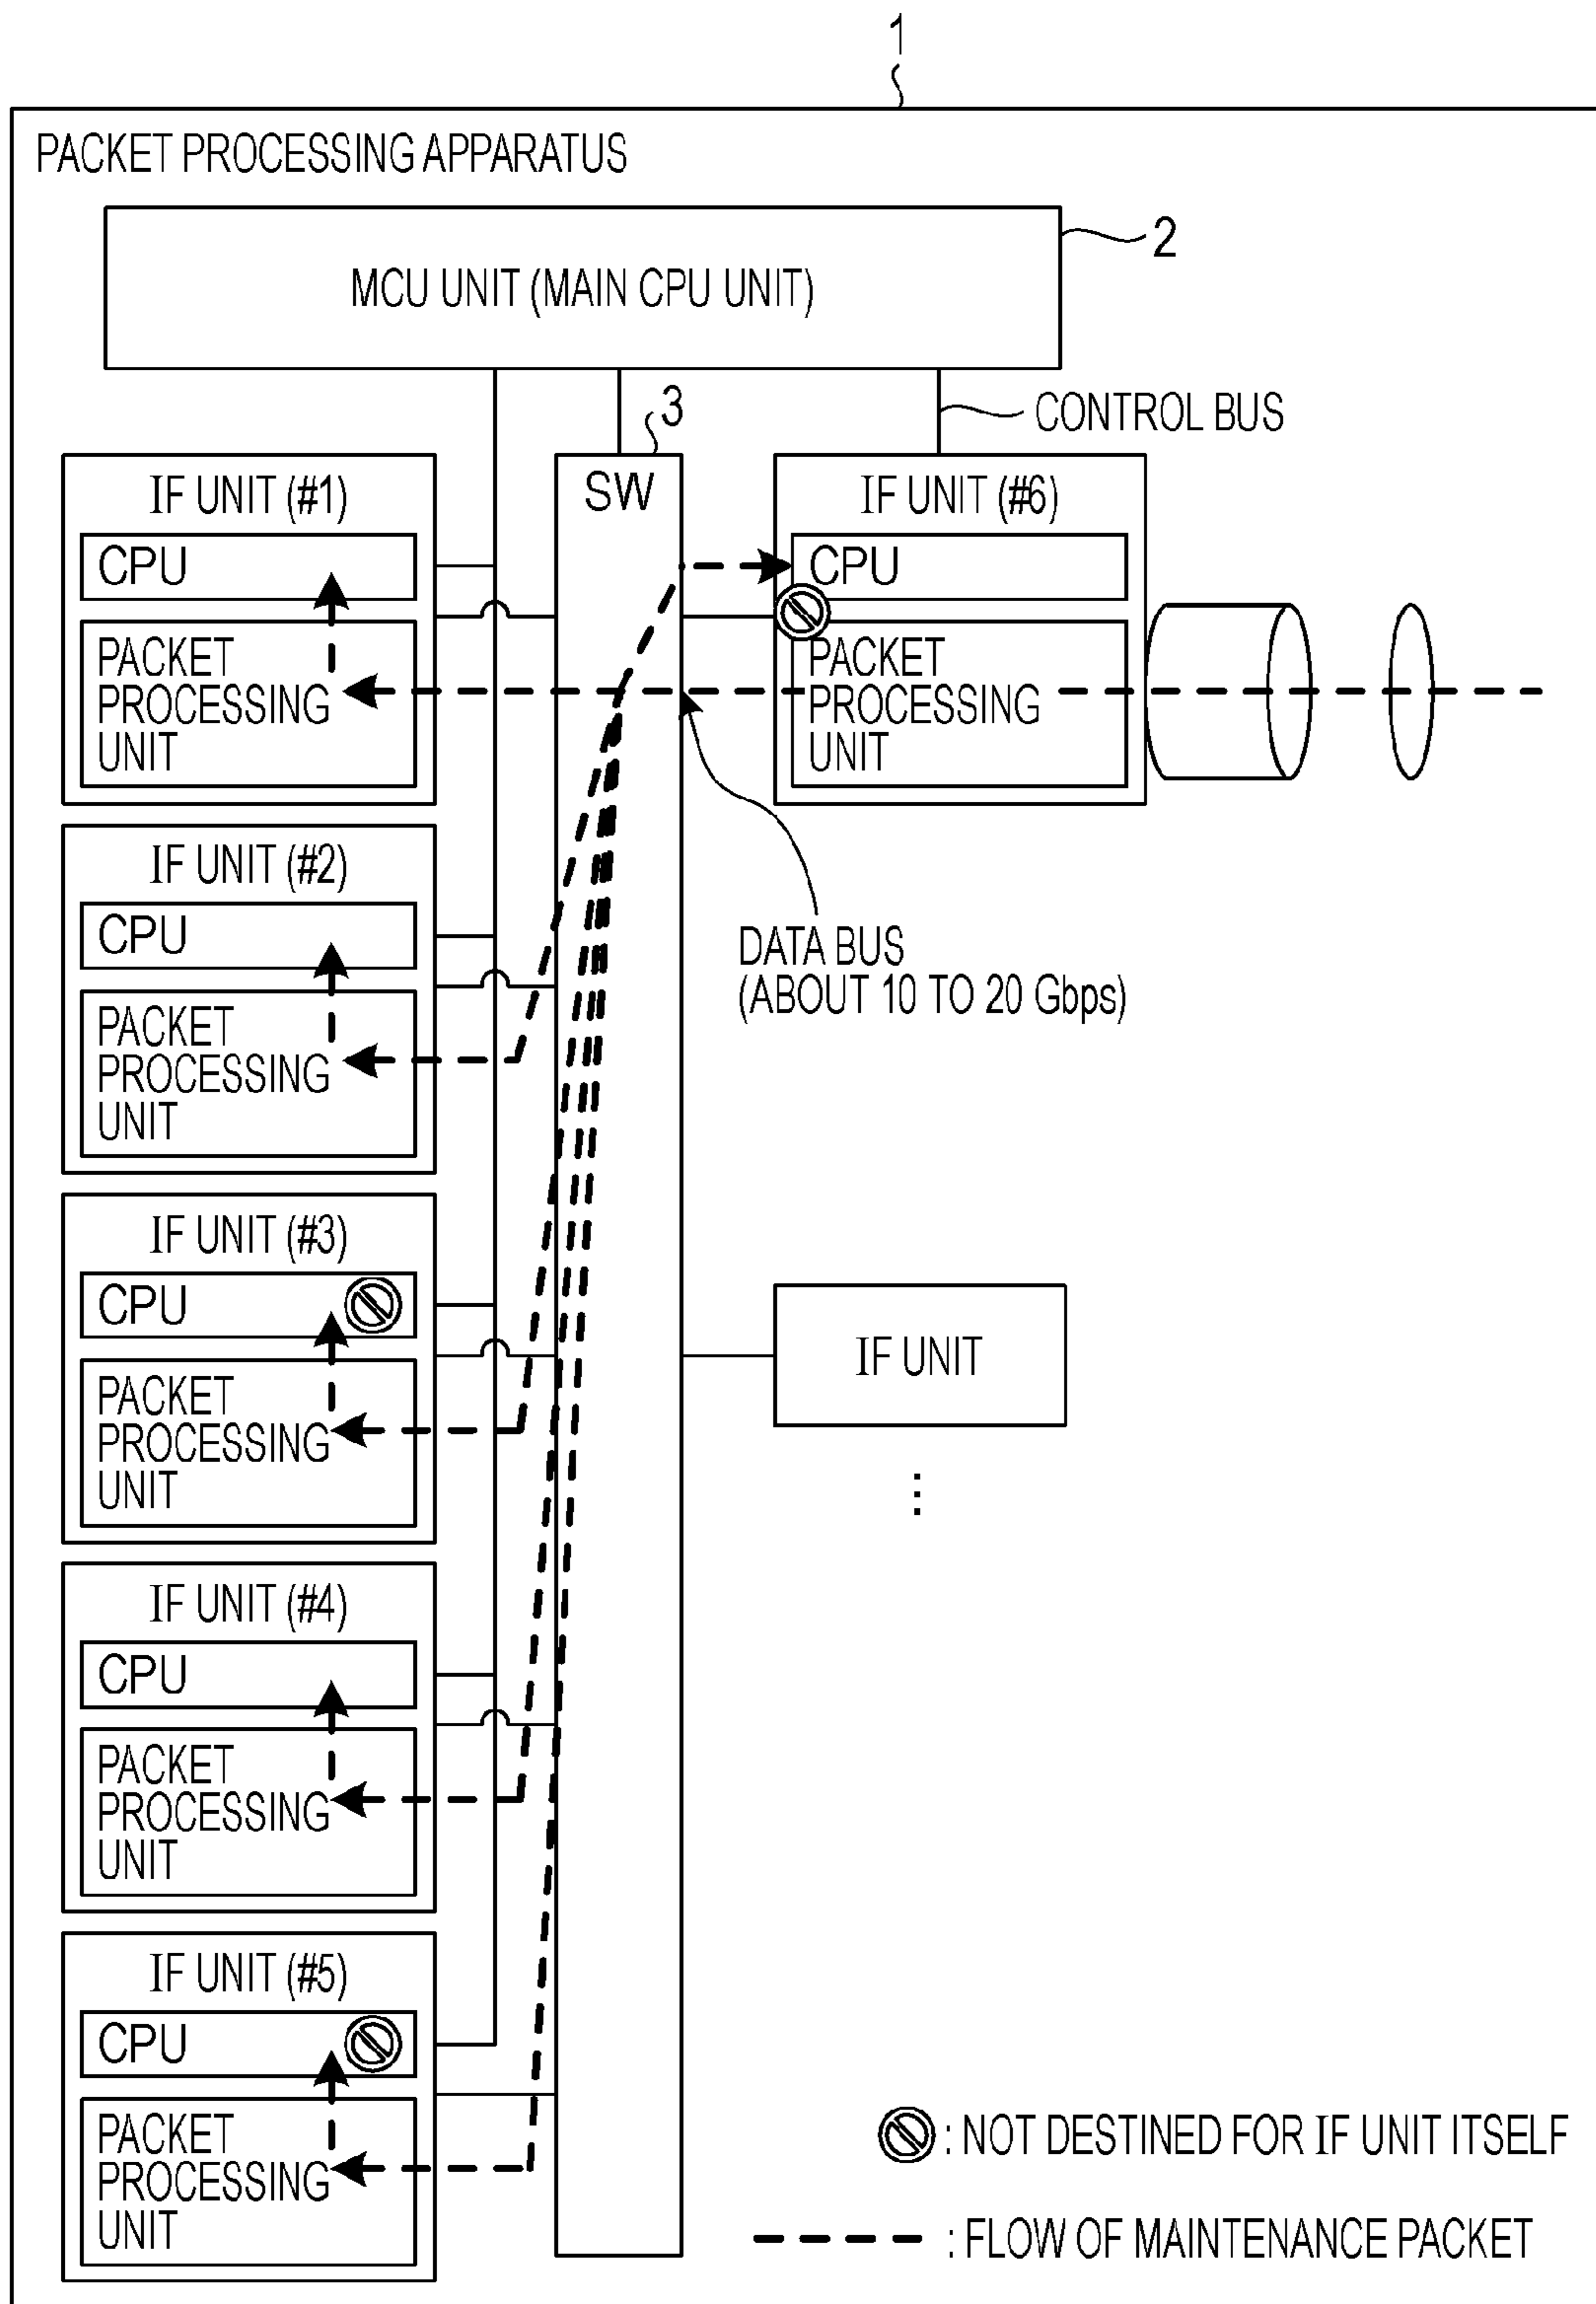 1
PACKET PROCESSING APPARATUS
2
MCU UNIT (MAIN CPU UNIT)
3
CONTROL BUS
IF UNIT (#1)
CPU
PACKET
PROCESSING
UNIT
SW
IF UNIT (#6)
CPU
PACKET
PROCESSING
UNIT
IF UNIT (#2)
CPU
PACKET
PROCESSING
UNIT
DATA BUS
(ABOUT 10 TO 20 Gbps)
IF UNIT (#3)
CPU
PACKET
PROCESSING
UNIT
IF UNIT
⋮
IF UNIT (#4)
CPU
PACKET
PROCESSING
UNIT
IF UNIT (#5)
CPU
PACKET
PROCESSING
UNIT
: NOT DESTINED FOR IF UNIT ITSELF
: FLOW OF MAINTENANCE PACKET